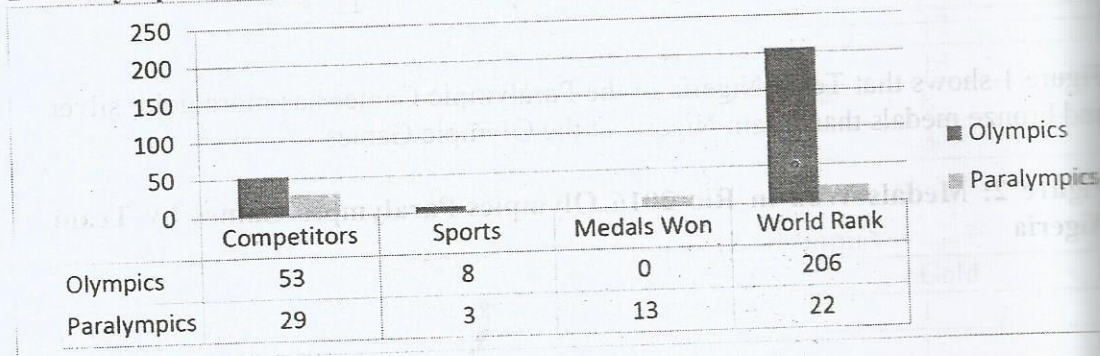 250
200
150
100
50
0
Olympics
Paralympics
Competitors Sports Medals Won World Rank
Olympics 53 8 0 206
Paralympics 29 3 13 22